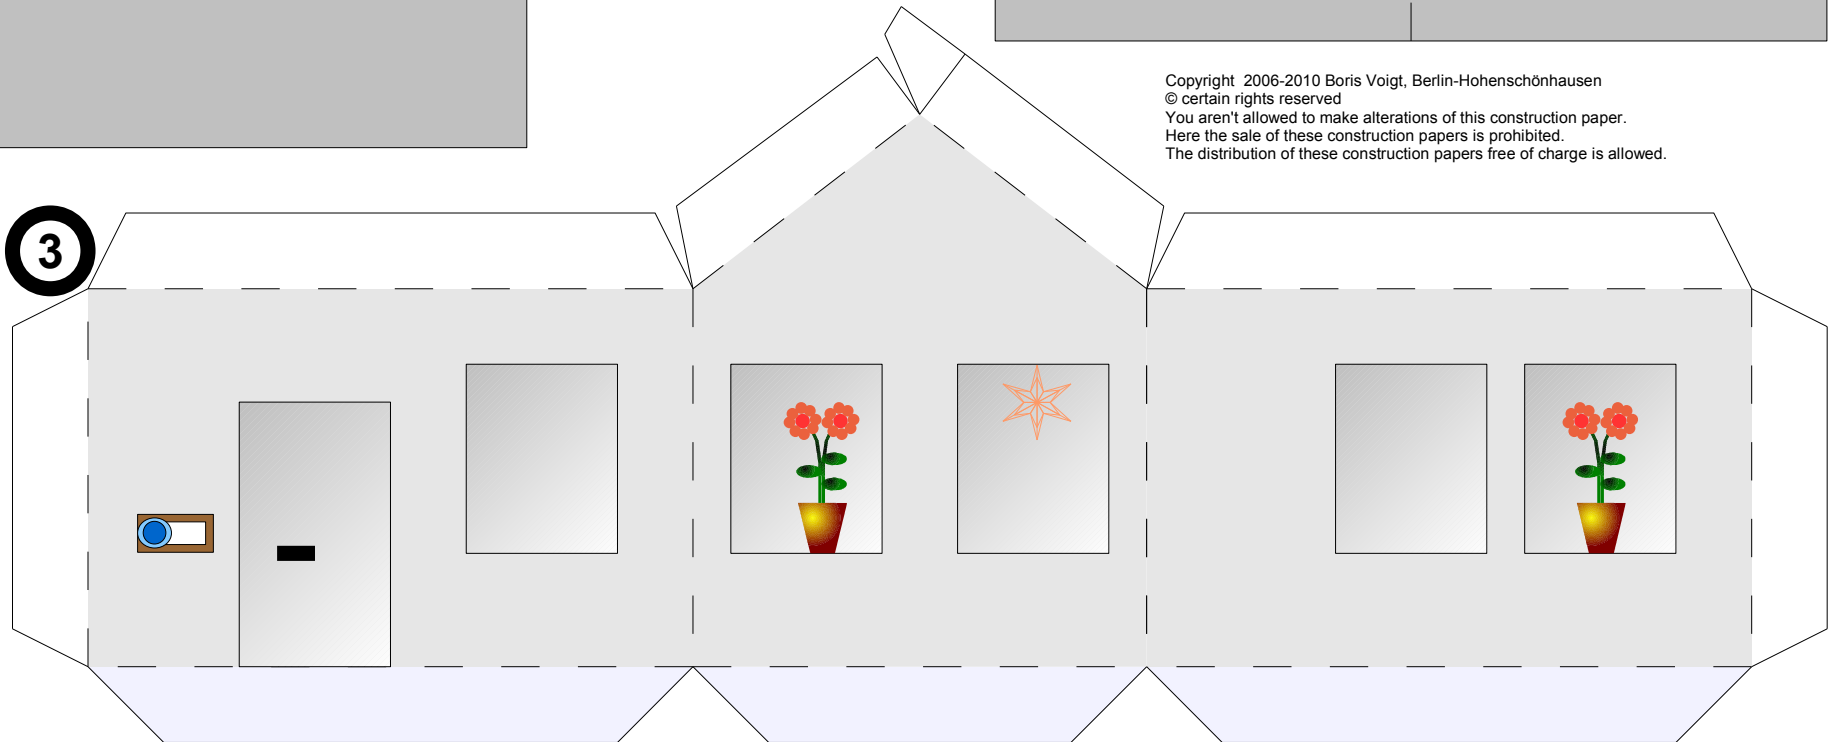 Copyright  2006-2010 Boris Voigt, Berlin-Hohenschönhausen
© certain rights reserved
You aren't allowed to make alterations of this construction paper.
Here the sale of these construction papers is prohibited.
The distribution of these construction papers free of charge is allowed.
3